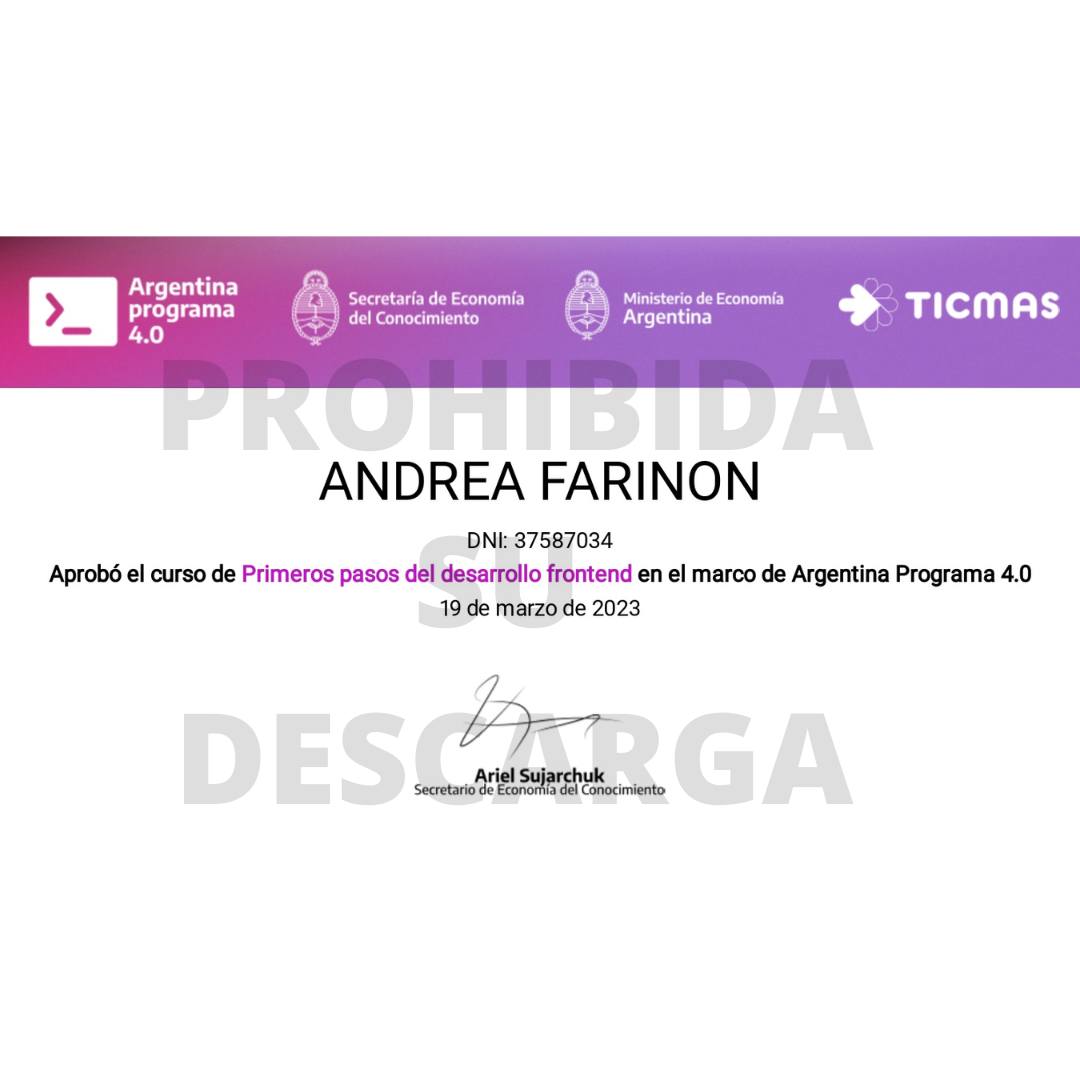 Argentina
programa
4.0
Secretaría de Economía
del Conocimiento
Ministerio de Economía
Argentina
TICMAS
PROHIBIDA
ANDREA FARINON
DNI: 37587034
SU
Aprobó el curso de Primeros pasos del desarrollo frontend en el marco de Argentina Programa 4.0
19 de marzo de 2023
DESCARGA
Ariel Sujarchuk
Secretario de Economía del Conocimiento